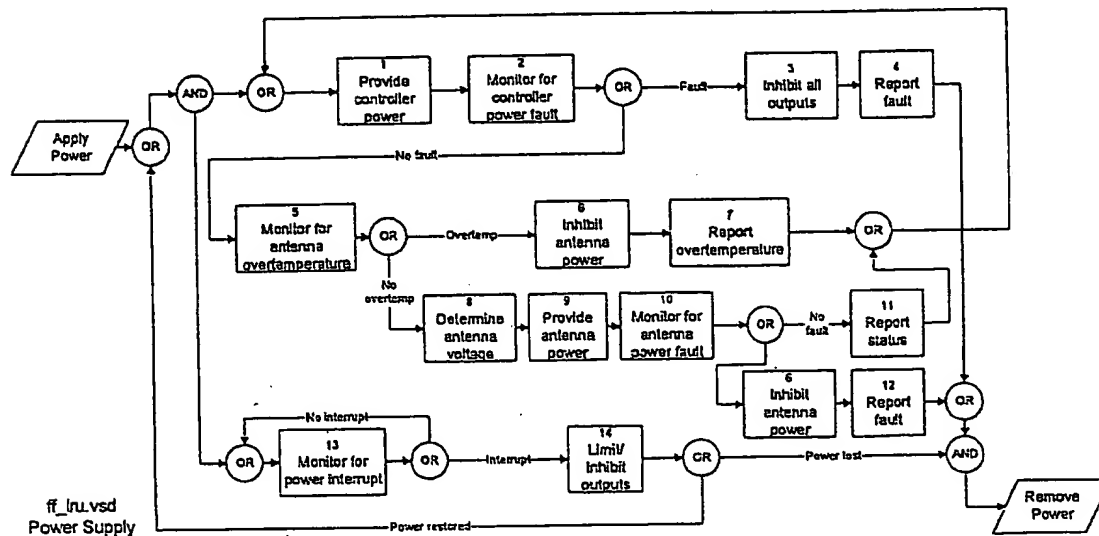 1
Provide
controller
power
2
Monitor for
controller
power fault
3
Inhibit all
outputs
4
Report
fault
AND
OR
OR
Fault
Apply
Power
OR
No fault
5
Monitor for
antenna
overtemperature
OR
Overtemp
6
Inhibit
antenna
power
7
Report
overtemperature
OR
No
overtemp
8
Determine
antenna
voltage
9
Provide
antenna
power
10
Monitor for
antenna
power fault
OR
No
fault
11
Report
status
6
Inhibit
antenna
power
12
Report
fault
OR
No interrupt
OR
13
Monitor for
power interrupt
OR
Interrupt
14
Limit/
Inhibit
outputs
OR
Power lost
AND
ff_lru.vsd
Power Supply
Power restored
Remove
Power